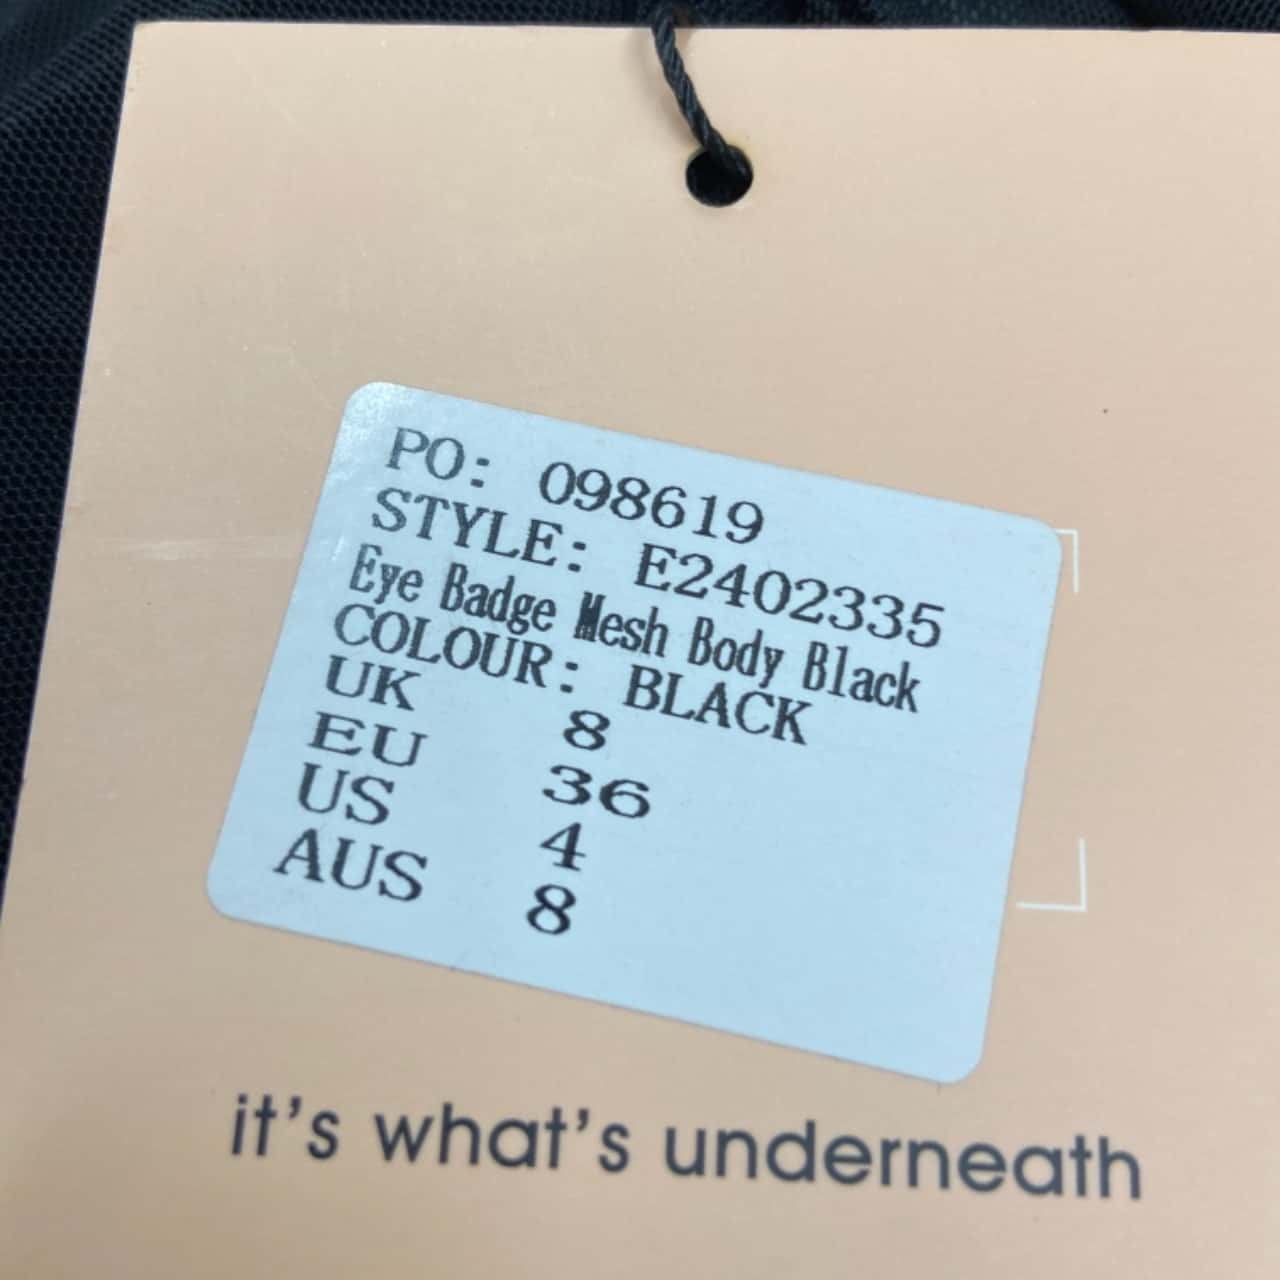 PO: 098619
STYLE: E2402335
Eye Badge Mesh Body Black
COLOUR: BLACK
UK 8
EU 36
US 4
AUS 8
it's what's underneath